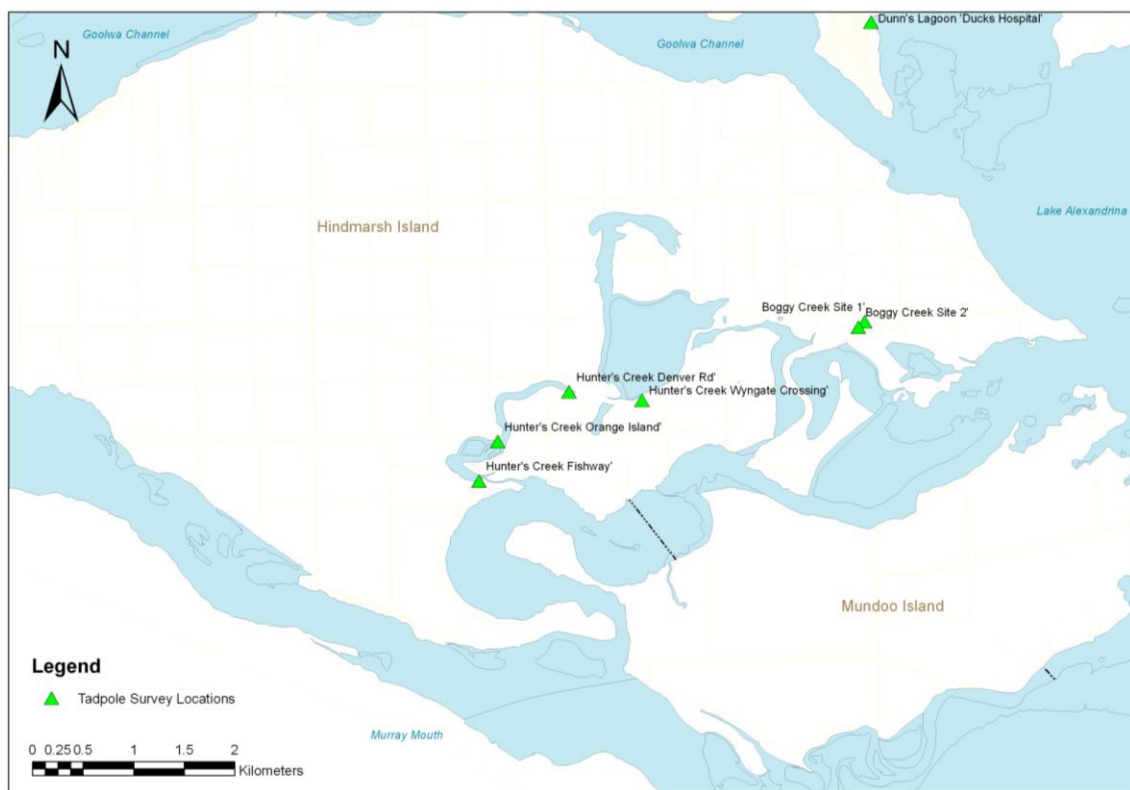 Dunn's Lagoon 'Ducks Hospital'
Goolwa Channel
Goolwa Channel
N
Lake Alexandrina
Hindmarsh Island
Boggy Creek Site 1'
Boggy Creek Site 2'
Hunter's Creek Denver Rd'
Hunter's Creek Wyngate Crossing'
Hunter's Creek Orange Island'
Hunter's Creek Fishway'
Mundoo Island
Legend
Tadpole Survey Locations
Murray Mouth
0 0.25 0.5 1 1.5 2
Kilometers